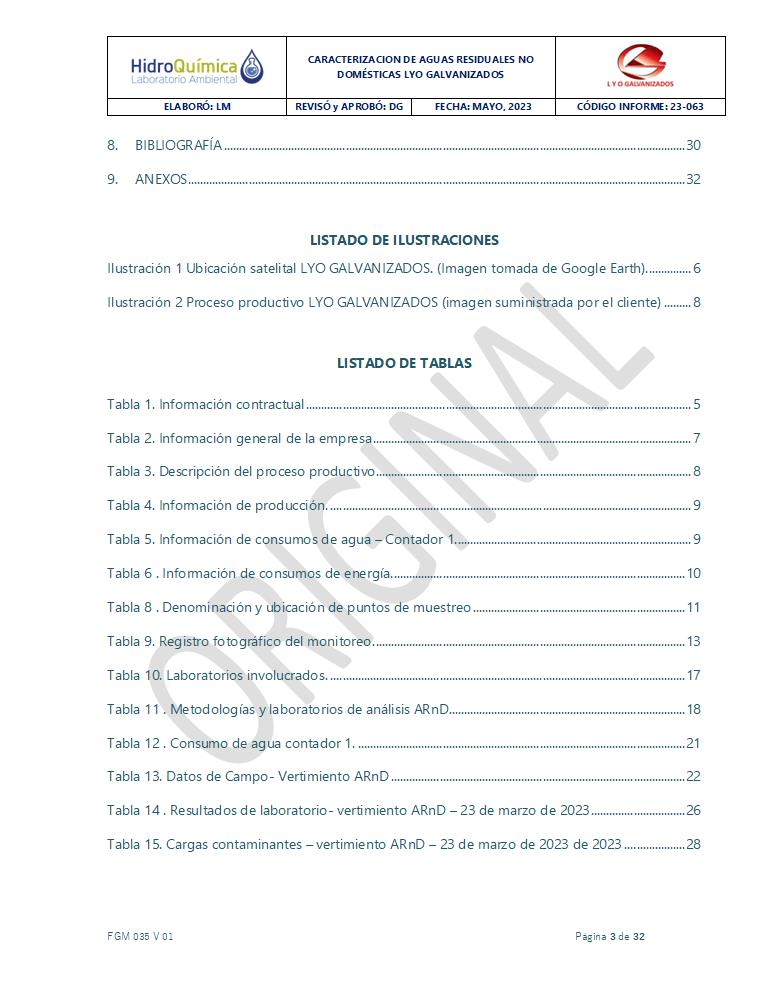 HidroQuímica
Laboratorio Ambiental
CARACTERIZACION DE AGUAS RESIDUALES NO
DOMÉSTICAS LYO GALVANIZADOS
L Y O GALVANIZADOS
ELABORÓ: LM
REVISÓ y APROBÓ: DG
FECHA: MAYO, 2023
CÓDIGO INFORME: 23-063
8. BIBLIOGRAFÍA 30
9. ANEXOS 32
LISTADO DE ILUSTRACIONES
Ilustración 1 Ubicación satelital LYO GALVANIZADOS. (Imagen tomada de Google Earth). 6
Ilustración 2 Proceso productivo LYO GALVANIZADOS (imagen suministrada por el cliente) 8
LISTADO DE TABLAS
Tabla 1. Información contractual 5
Tabla 2. Información general de la empresa 7
Tabla 3. Descripción del proceso productivo 8
Tabla 4. Información de producción. 9
Tabla 5. Información de consumos de agua – Contador 1. 9
Tabla 6 . Información de consumos de energía. 10
Tabla 8 . Denominación y ubicación de puntos de muestreo 11
Tabla 9. Registro fotográfico del monitoreo. 13
Tabla 10. Laboratorios involucrados. 17
Tabla 11 . Metodologías y laboratorios de análisis ARnD 18
Tabla 12 . Consumo de agua contador 1. 21
Tabla 13. Datos de Campo- Vertimiento ARnD 22
Tabla 14 . Resultados de laboratorio- vertimiento ARnD – 23 de marzo de 2023 26
Tabla 15. Cargas contaminantes – vertimiento ARnD – 23 de marzo de 2023 de 2023 28
ORIGINAL
FGM 035 V 01
Página 3 de 32